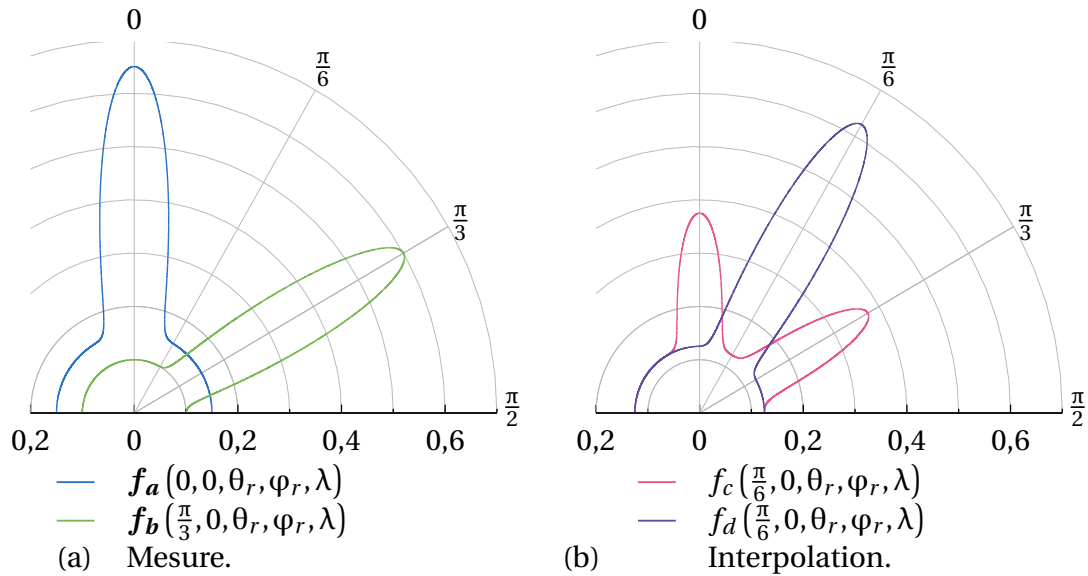 0 0
π/6 π/6
π/3 π/3
π/2 π/2
0,2 0 0,2 0,4 0,6 0,2 0 0,2 0,4 0,6
f_a (0,0,θ_r,φ_r,λ) f_c (π/6,0,θ_r,φ_r,λ)
f_b (π/3,0,θ_r,φ_r,λ) f_d (π/6,0,θ_r,φ_r,λ)
(a) Mesure. (b) Interpolation.